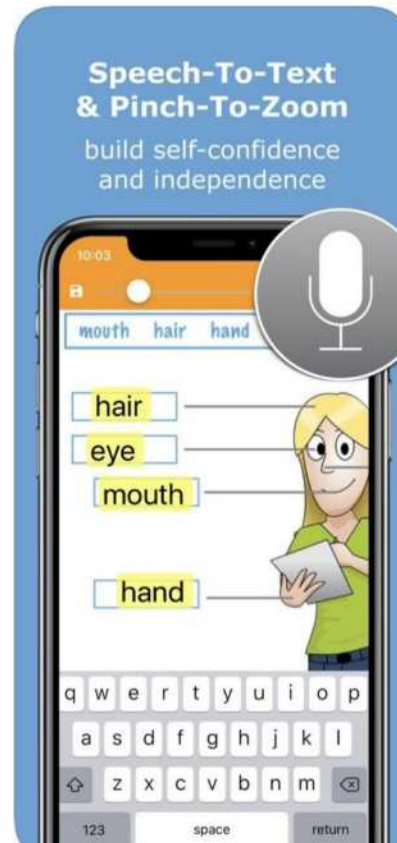 Speech-To-Text
& Pinch-To-Zoom
build self-confidence
and independence
10:03
mouth hair hand
hair
eye
mouth
hand
q w e r t y u i o p
a s d f g h j k l
z x c v b n m
123 space return